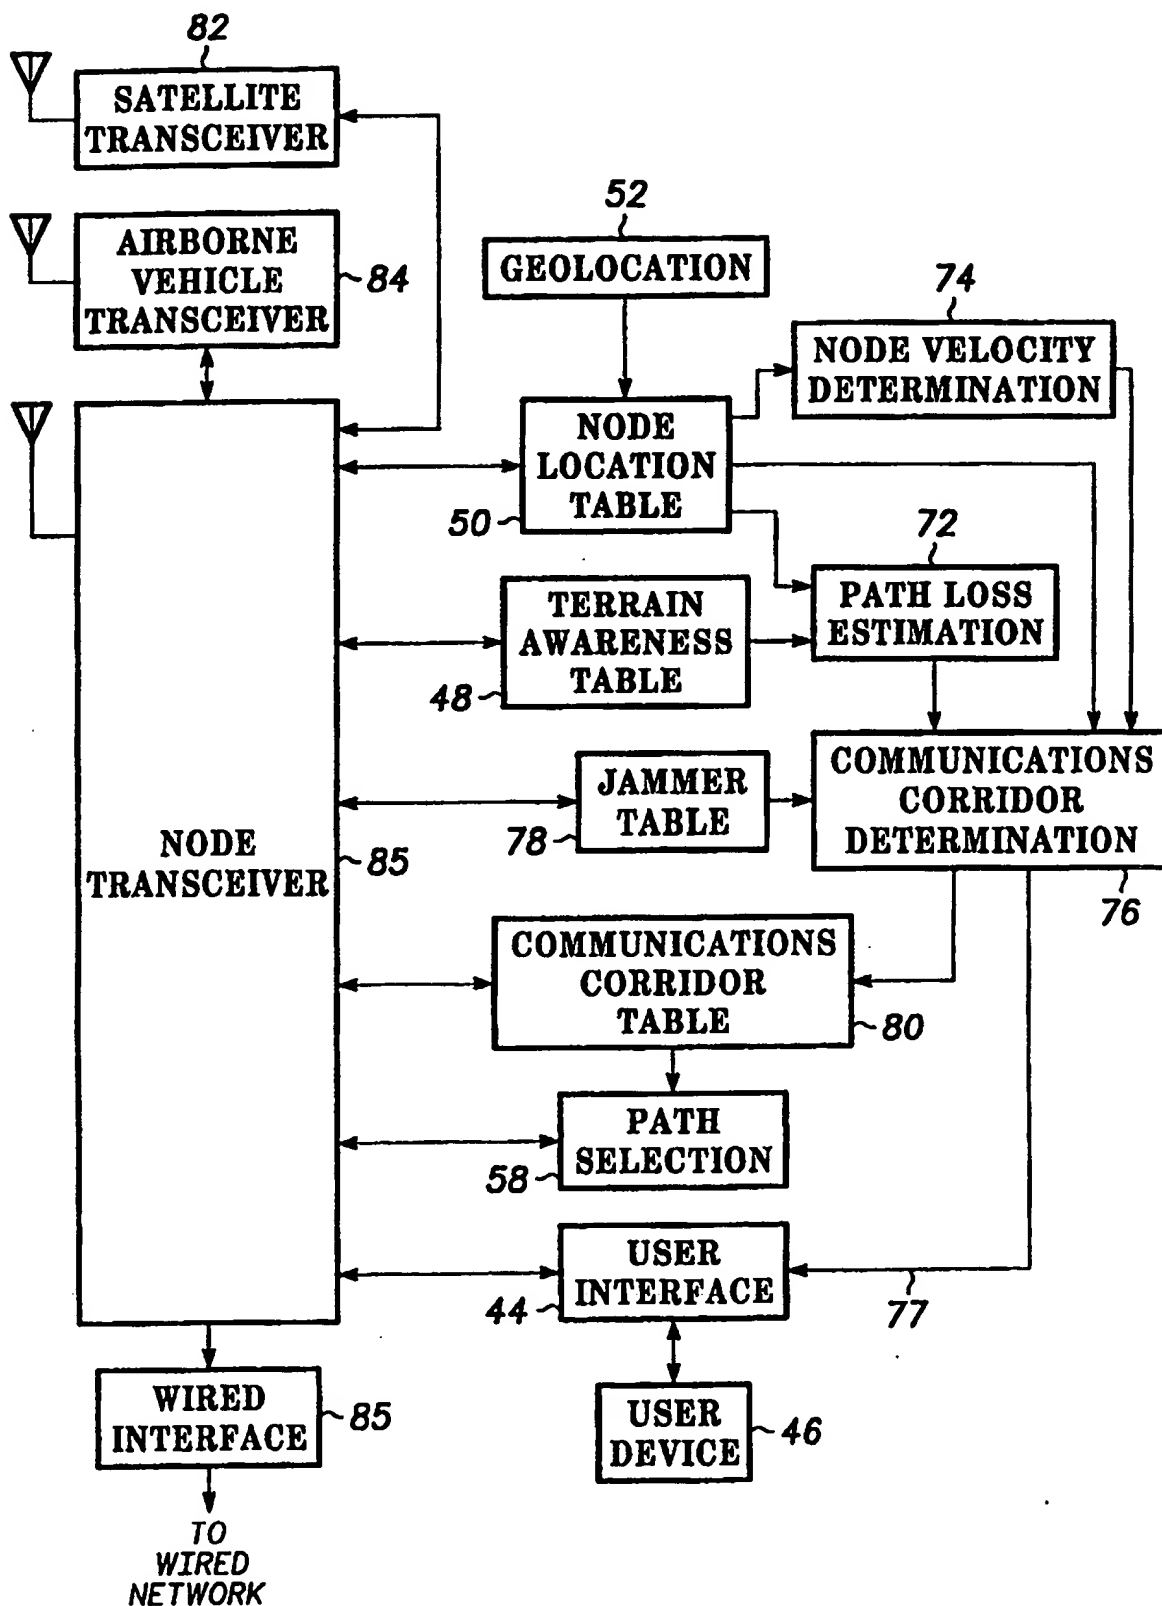 82
SATELLITE
TRANSCEIVER
AIRBORNE
VEHICLE
TRANSCEIVER
84
52
GEOLOCATION
74
NODE VELOCITY
DETERMINATION
NODE
LOCATION
TABLE
50
72
PATH LOSS
ESTIMATION
TERRAIN
AWARENESS
TABLE
48
COMMUNICATIONS
CORRIDOR
DETERMINATION
76
JAMMER
TABLE
78
NODE
TRANSCEIVER
85
COMMUNICATIONS
CORRIDOR
TABLE
80
PATH
SELECTION
58
USER
INTERFACE
44
77
WIRED
INTERFACE
85
USER
DEVICE
46
TO
WIRED
NETWORK